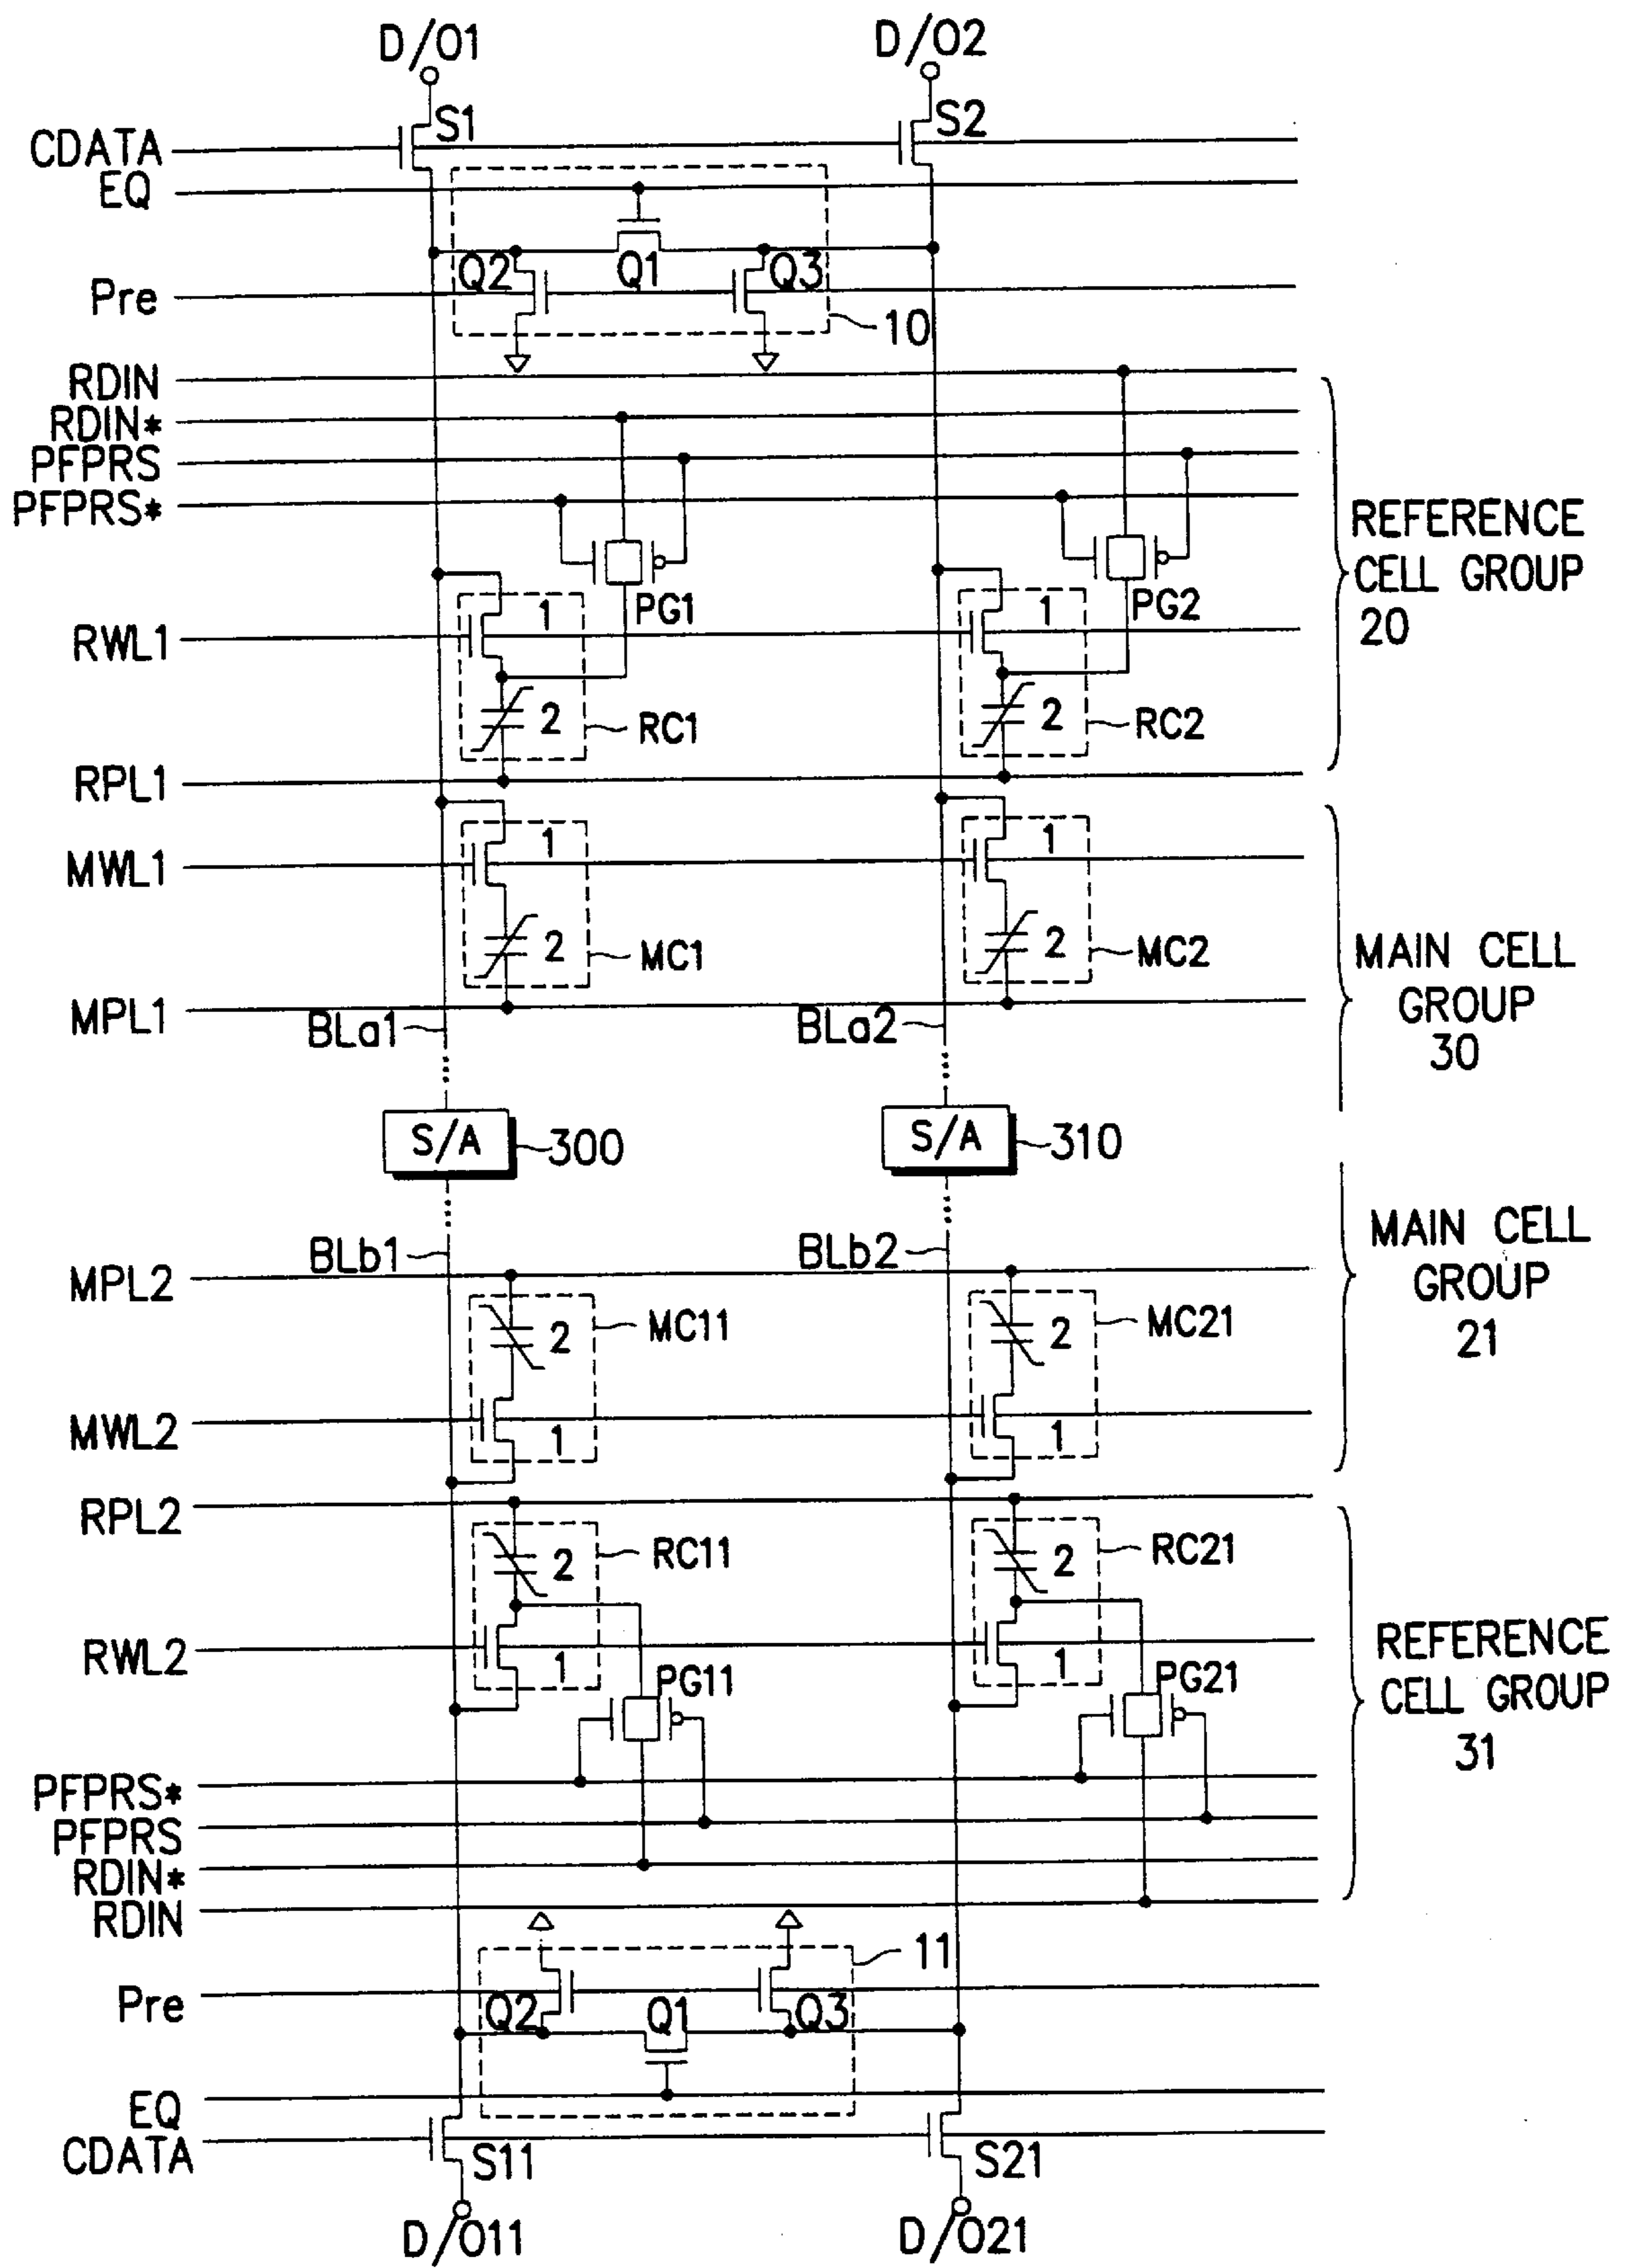 D/O1 D/O2
S1 S2
CDATA
EQ
Q2 Q1 Q3
Pre
10
RDIN
RDIN*
PFPRS
PFPRS*
REFERENCE
CELL GROUP
20
PG1 PG2
1 1
RWL1
2 RC1 2 RC2
RPL1
1 1
MWL1
2 MC1 2 MC2
MAIN CELL
GROUP
30
MPL1
BLa1 BLa2
S/A 300 S/A 310
BLb1 BLb2
MPL2
MAIN CELL
GROUP
21
2 MC11 2 MC21
MWL2
1 1
RPL2
2 RC11 2 RC21
RWL2
1 1
PG11 PG21
REFERENCE
CELL GROUP
31
PFPRS*
PFPRS
RDIN*
RDIN
11
Pre
Q2 Q1 Q3
EQ
CDATA
S11 S21
D/O11 D/O21